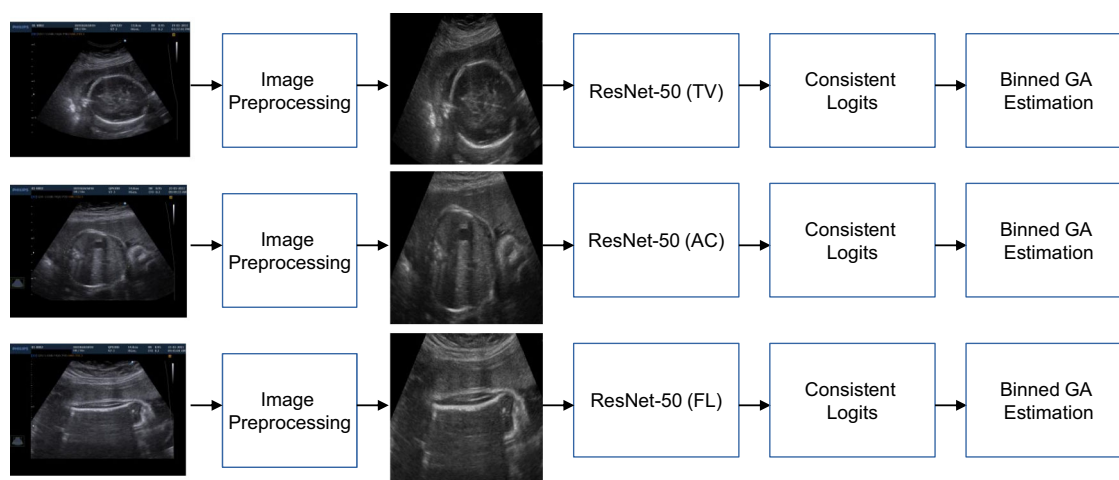 Image
Preprocessing
ResNet-50 (TV)
Consistent
Logits
Binned GA
Estimation
Image
Preprocessing
ResNet-50 (AC)
Consistent
Logits
Binned GA
Estimation
Image
Preprocessing
ResNet-50 (FL)
Consistent
Logits
Binned GA
Estimation